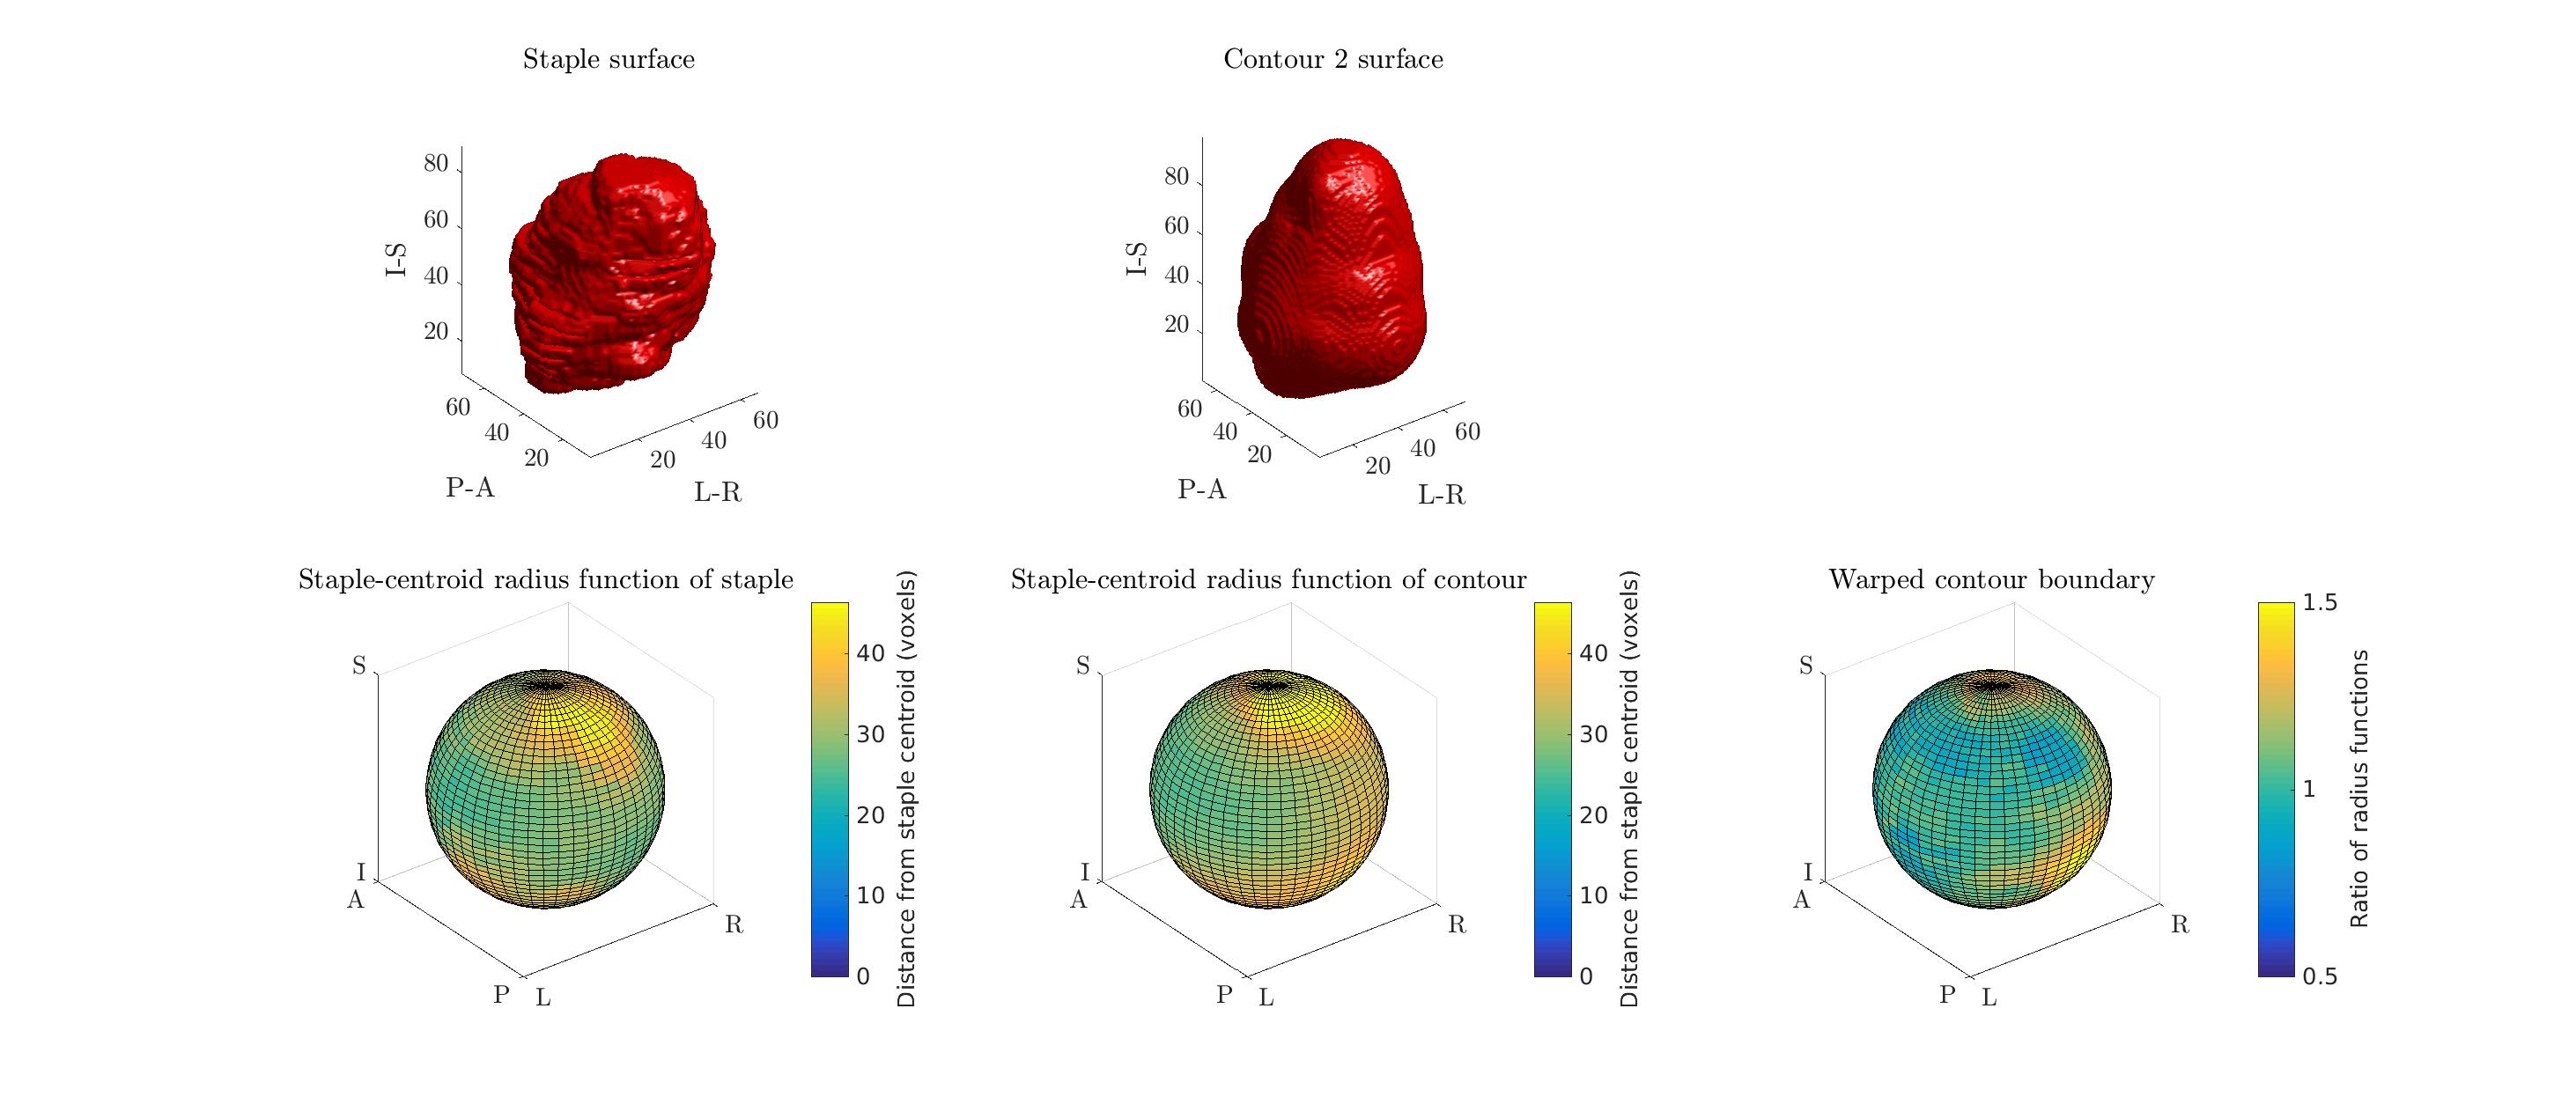 Staple surface
Contour 2 surface
80
60
40
20
I-S
60
40
20
P-A
20
40
60
L-R
80
60
40
20
I-S
60
40
20
P-A
20
40
60
L-R
Staple-centroid radius function of staple
S
I
A
P
L
R
40
30
20
10
0
Distance from staple centroid (voxels)
Staple-centroid radius function of contour
S
I
A
P
L
R
40
30
20
10
0
Distance from staple centroid (voxels)
Warped contour boundary
S
I
A
P
L
R
1.5
1
0.5
Ratio of radius functions